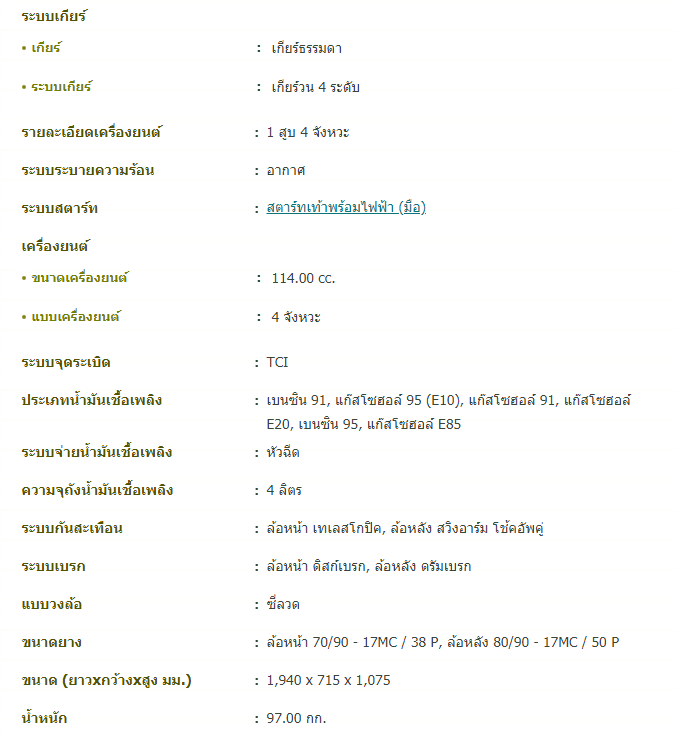 ระบบเกียร์
• เกียร์ : เกียร์ธรรมดา
• ระบบเกียร์ : เกียร์วน 4 ระดับ
รายละเอียดเครื่องยนต์ : 1 สูบ 4 จังหวะ
ระบบระบายความร้อน : อากาศ
ระบบสตาร์ท : สตาร์ทเท้าพร้อมไฟฟ้า (มือ)
เครื่องยนต์
• ขนาดเครื่องยนต์ : 114.00 cc.
• แบบเครื่องยนต์ : 4 จังหวะ
ระบบจุดระเบิด : TCI
ประเภทน้ำมันเชื้อเพลิง : เบนซิน 91, แก๊สโซฮอล์ 95 (E10), แก๊สโซฮอล์ 91, แก๊สโซฮอล์
E20, เบนซิน 95, แก๊สโซฮอล์ E85
ระบบจ่ายน้ำมันเชื้อเพลิง : หัวฉีด
ความจุถังน้ำมันเชื้อเพลิง : 4 ลิตร
ระบบกันสะเทือน : ล้อหน้า เทเลสโกปิค, ล้อหลัง สวิงอาร์ม โช้คอัพคู่
ระบบเบรก : ล้อหน้า ดิสก์เบรก, ล้อหลัง ดรัมเบรก
แบบวงล้อ : ซี่ลวด
ขนาดยาง : ล้อหน้า 70/90 - 17MC / 38 P, ล้อหลัง 80/90 - 17MC / 50 P
ขนาด (ยาวxกว้างxสูง มม.) : 1,940 x 715 x 1,075
น้ำหนัก : 97.00 กก.